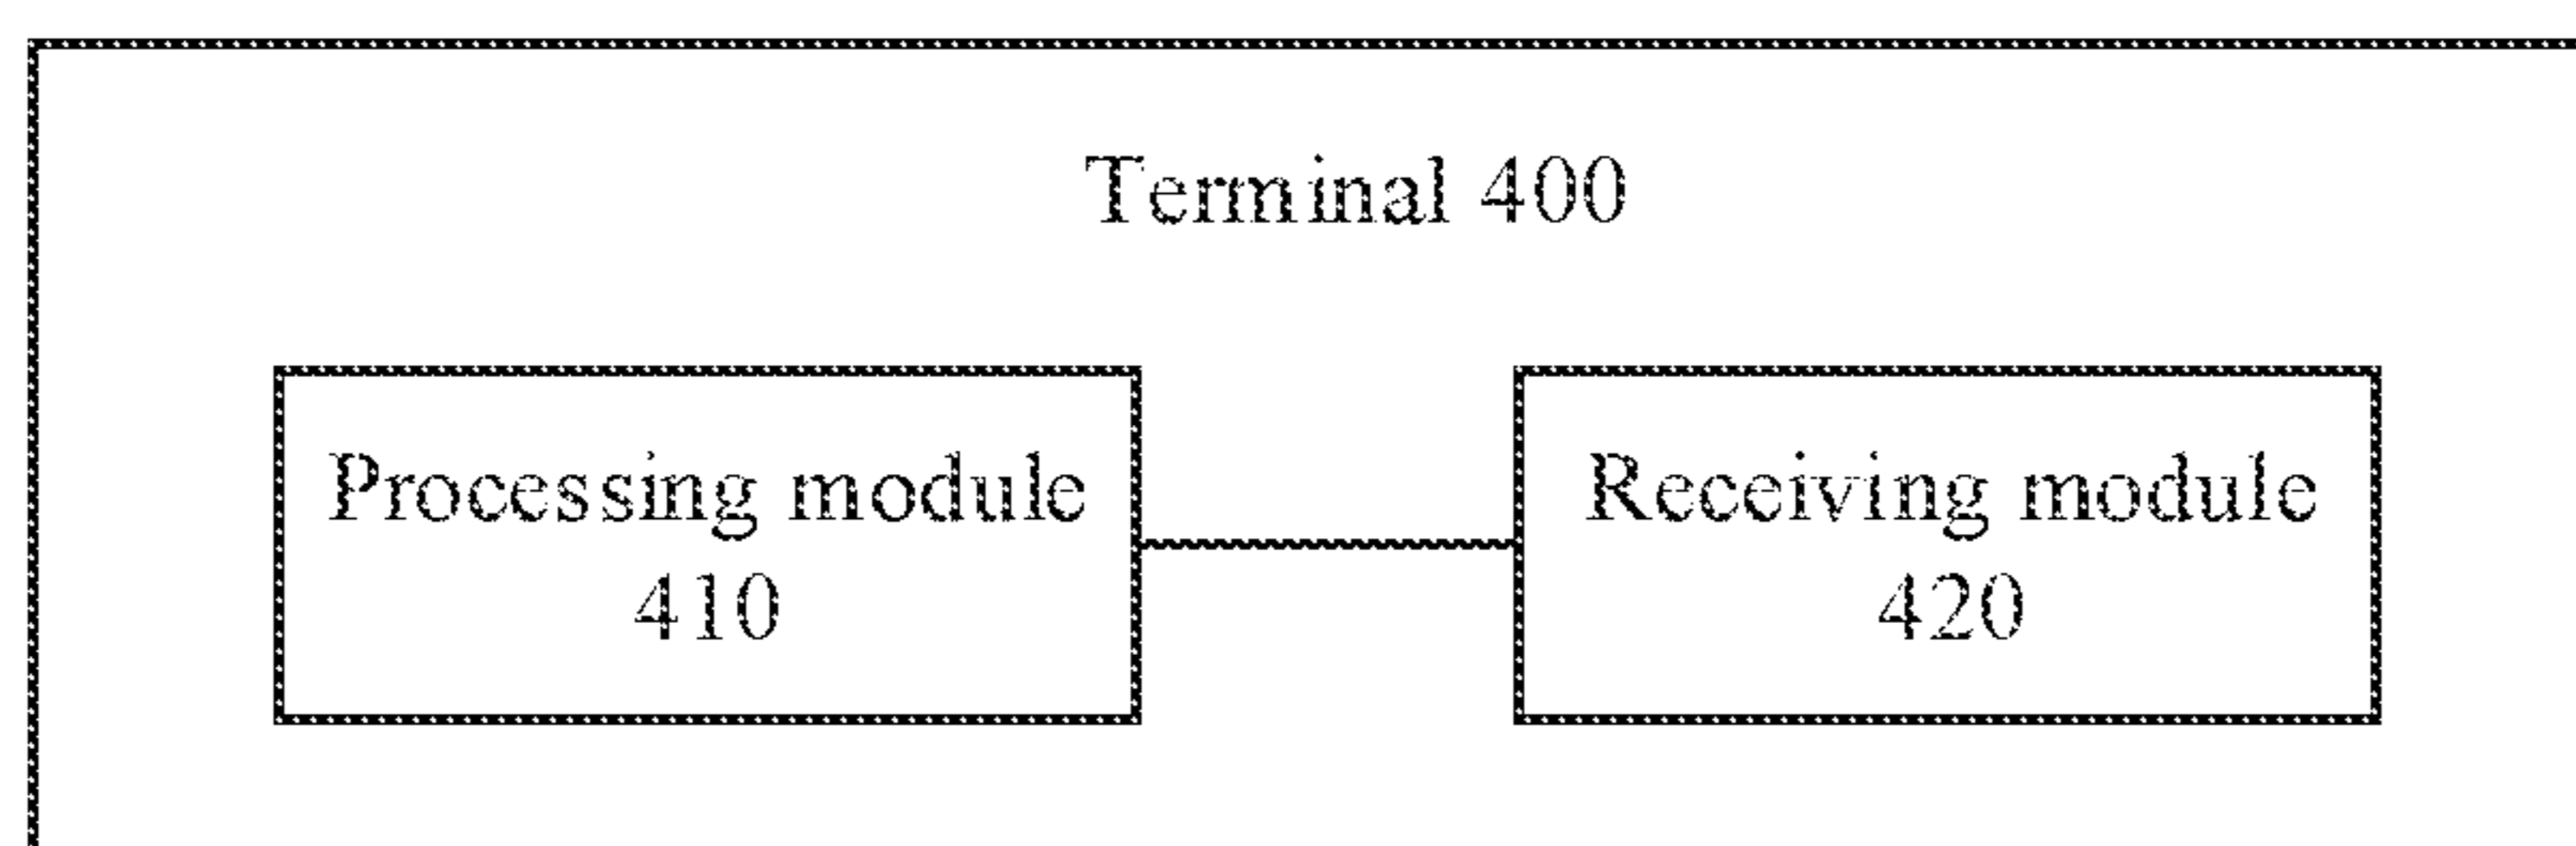 Terminal 400
Processing module
410
Receiving module
420